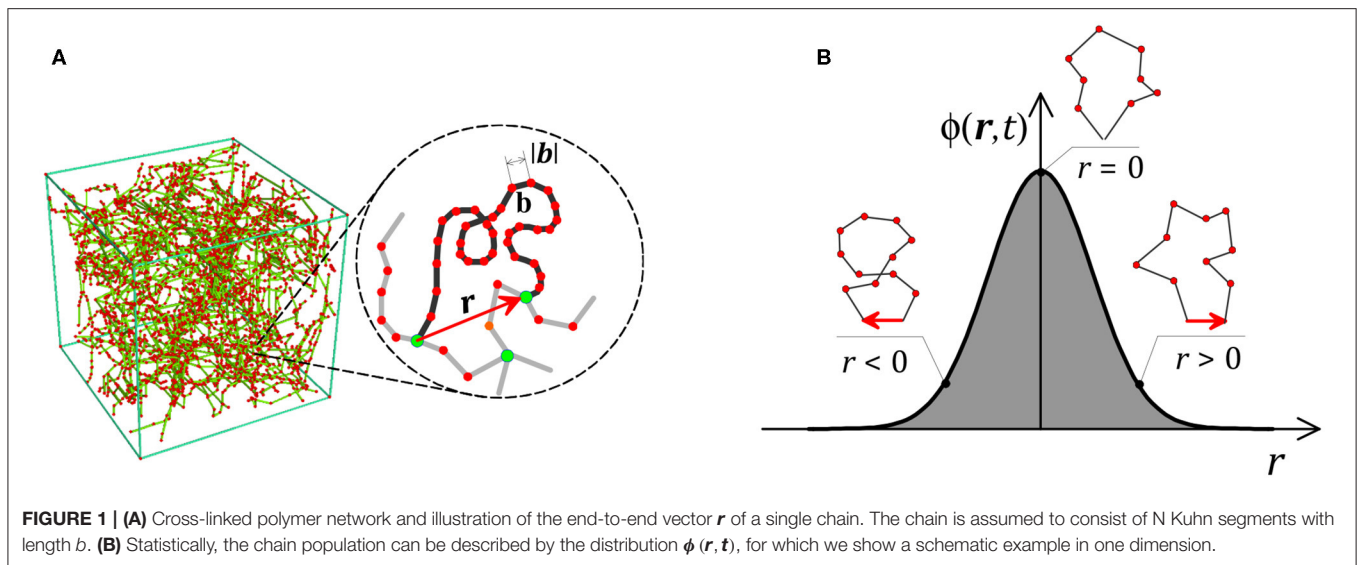 A
|b|
b
r
B
ϕ(r,t)
r = 0
r < 0
r > 0
r
FIGURE 1 | (A) Cross-linked polymer network and illustration of the end-to-end vector r of a single chain. The chain is assumed to consist of N Kuhn segments with
length b. (B) Statistically, the chain population can be described by the distribution ϕ (r, t), for which we show a schematic example in one dimension.